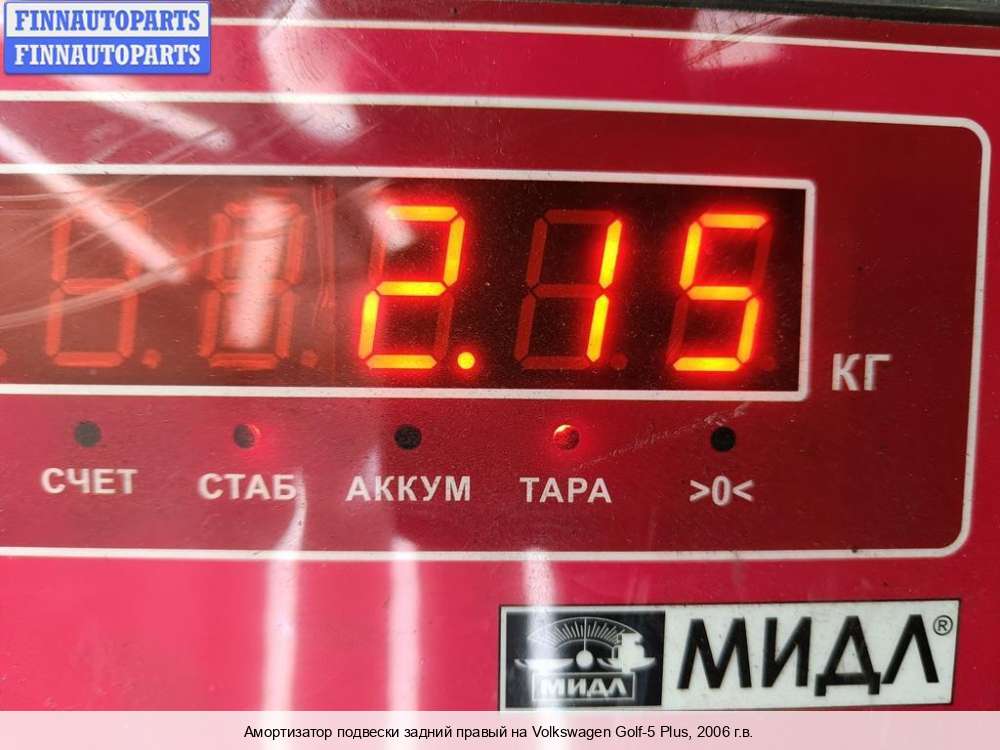 FINNAUTOPARTS
FINNAUTOPARTS
2.15
КГ
СЧЕТ СТАБ АККУМ ТАРА >0<
МИДЛ МИДЛ®
Амортизатор подвески задний правый на Volkswagen Golf-5 Plus, 2006 г.в.